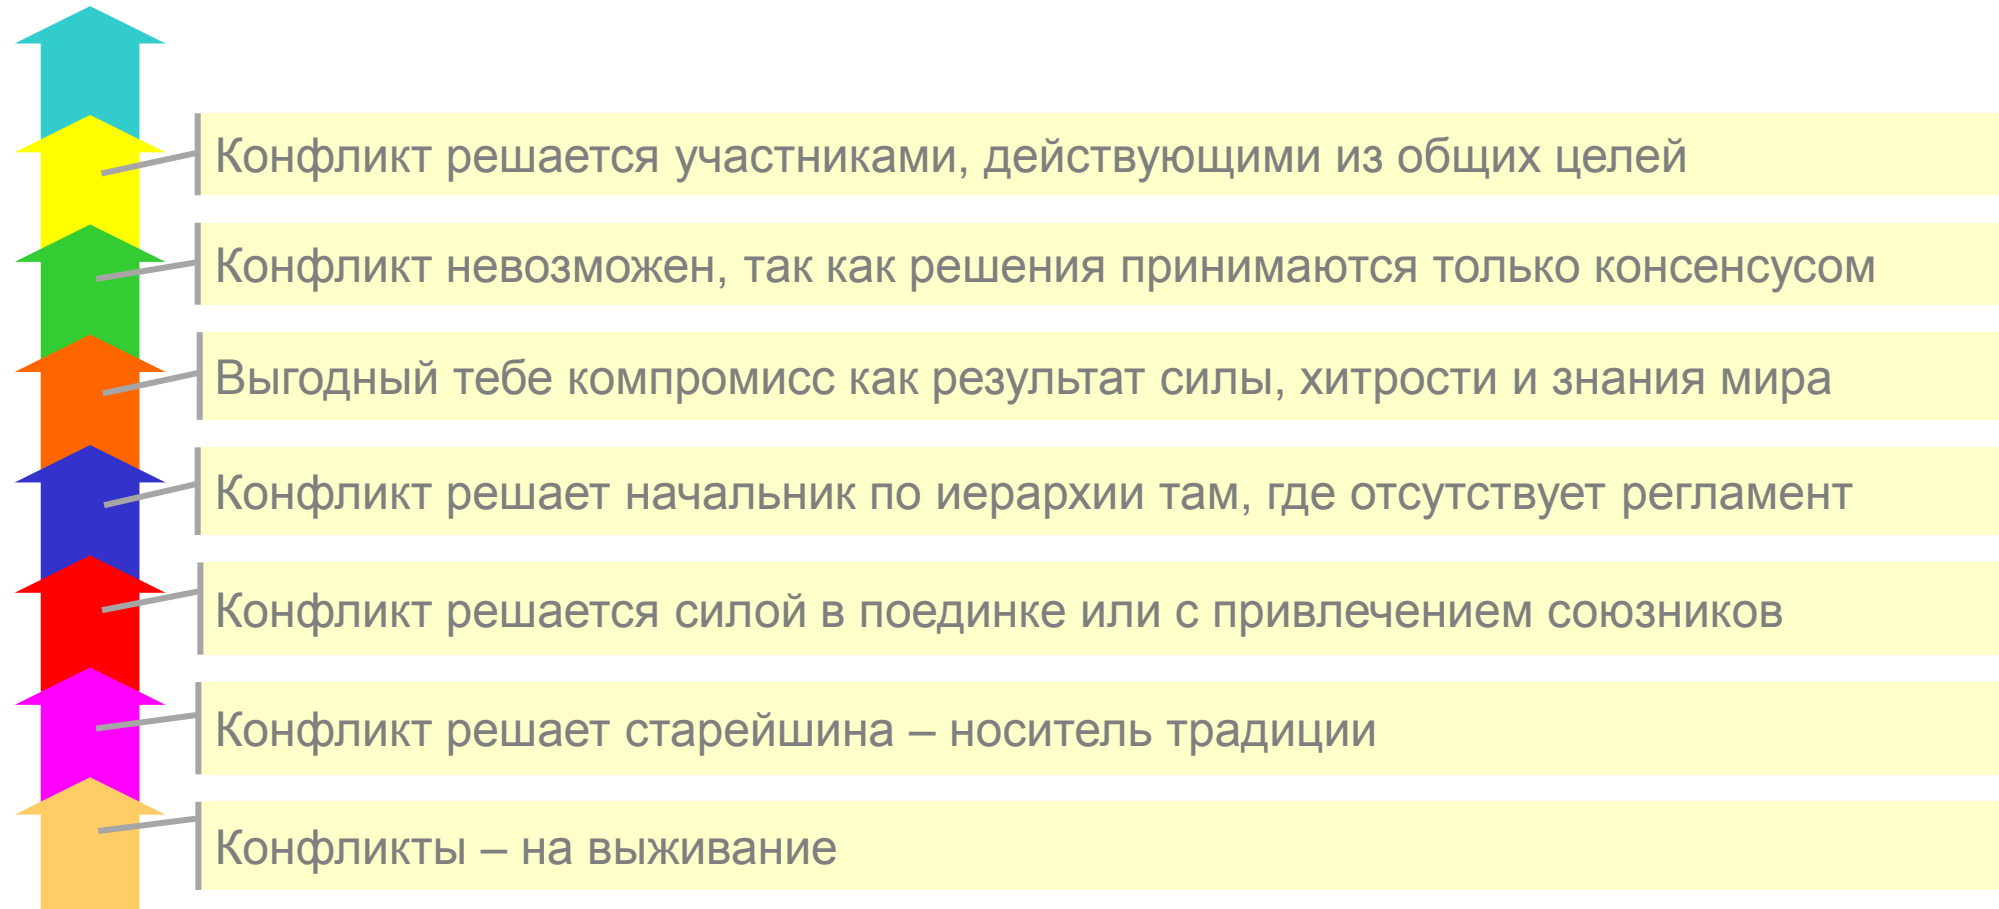 Конфликт решается участниками, действующими из общих целей
Конфликт невозможен, так как решения принимаются только консенсусом
Выгодный тебе компромисс как результат силы, хитрости и знания мира
Конфликт решает начальник по иерархии там, где отсутствует регламент
Конфликт решается силой в поединке или с привлечением союзников
Конфликт решает старейшина – носитель традиции
Конфликты – на выживание